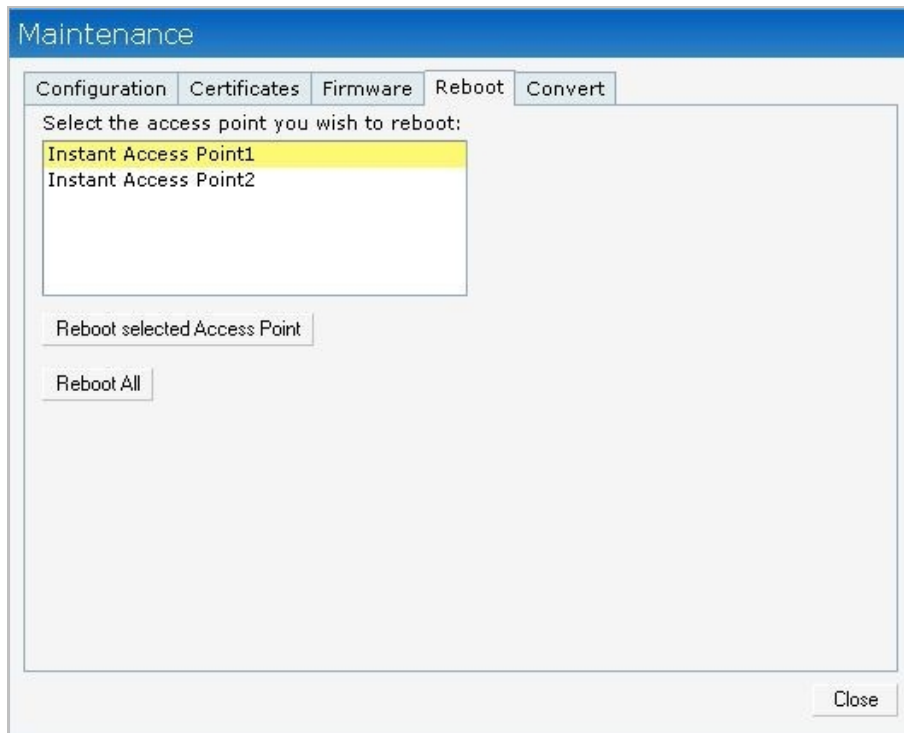 Maintenance
Configuration Certificates Firmware Reboot Convert
Select the access point you wish to reboot:
Instant Access Point1
Instant Access Point2
Reboot selected Access Point
Reboot All
Close